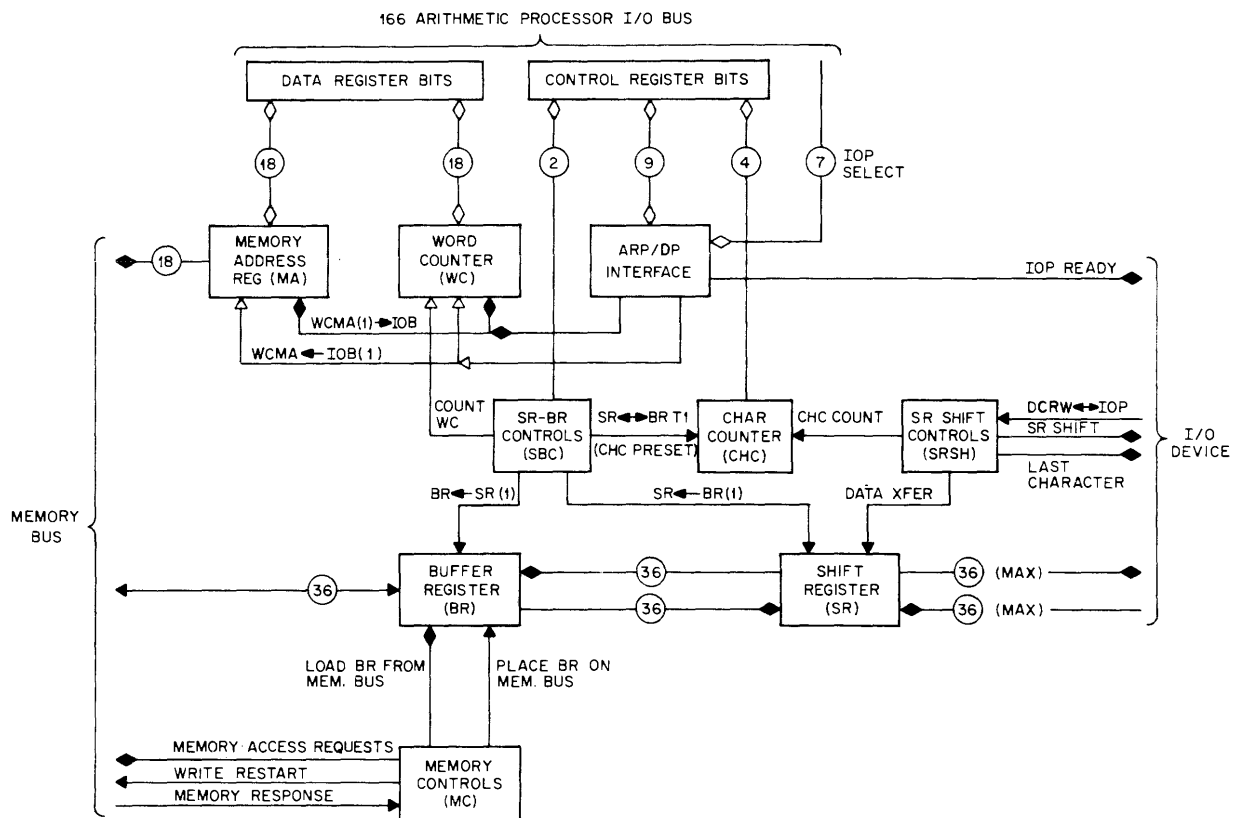 166 ARITHMETIC PROCESSOR I/O BUS
DATA REGISTER BITS
CONTROL REGISTER BITS
18
18
2
9
4
7
IOP
SELECT
MEMORY
ADDRESS
REG (MA)
WORD
COUNTER
(WC)
ARP/DP
INTERFACE
18
IOP READY
WCMA(1)→IOB
WCMA←IOB(1)
COUNT
WC
SR-BR
CONTROLS
(SBC)
SR↔BR T1
(CHC PRESET)
CHAR
COUNTER
(CHC)
CHC COUNT
SR SHIFT
CONTROLS
(SRSH)
DCRW↔IOP
SR SHIFT
LAST
CHARACTER
I/O
DEVICE
BR←SR(1)
SR←BR(1)
DATA XFER
MEMORY
BUS
36
BUFFER
REGISTER
(BR)
36
36
SHIFT
REGISTER
(SR)
36 (MAX)
36 (MAX)
LOAD BR FROM
MEM. BUS
PLACE BR ON
MEM. BUS
MEMORY ACCESS REQUESTS
WRITE RESTART
MEMORY RESPONSE
MEMORY
CONTROLS
(MC)